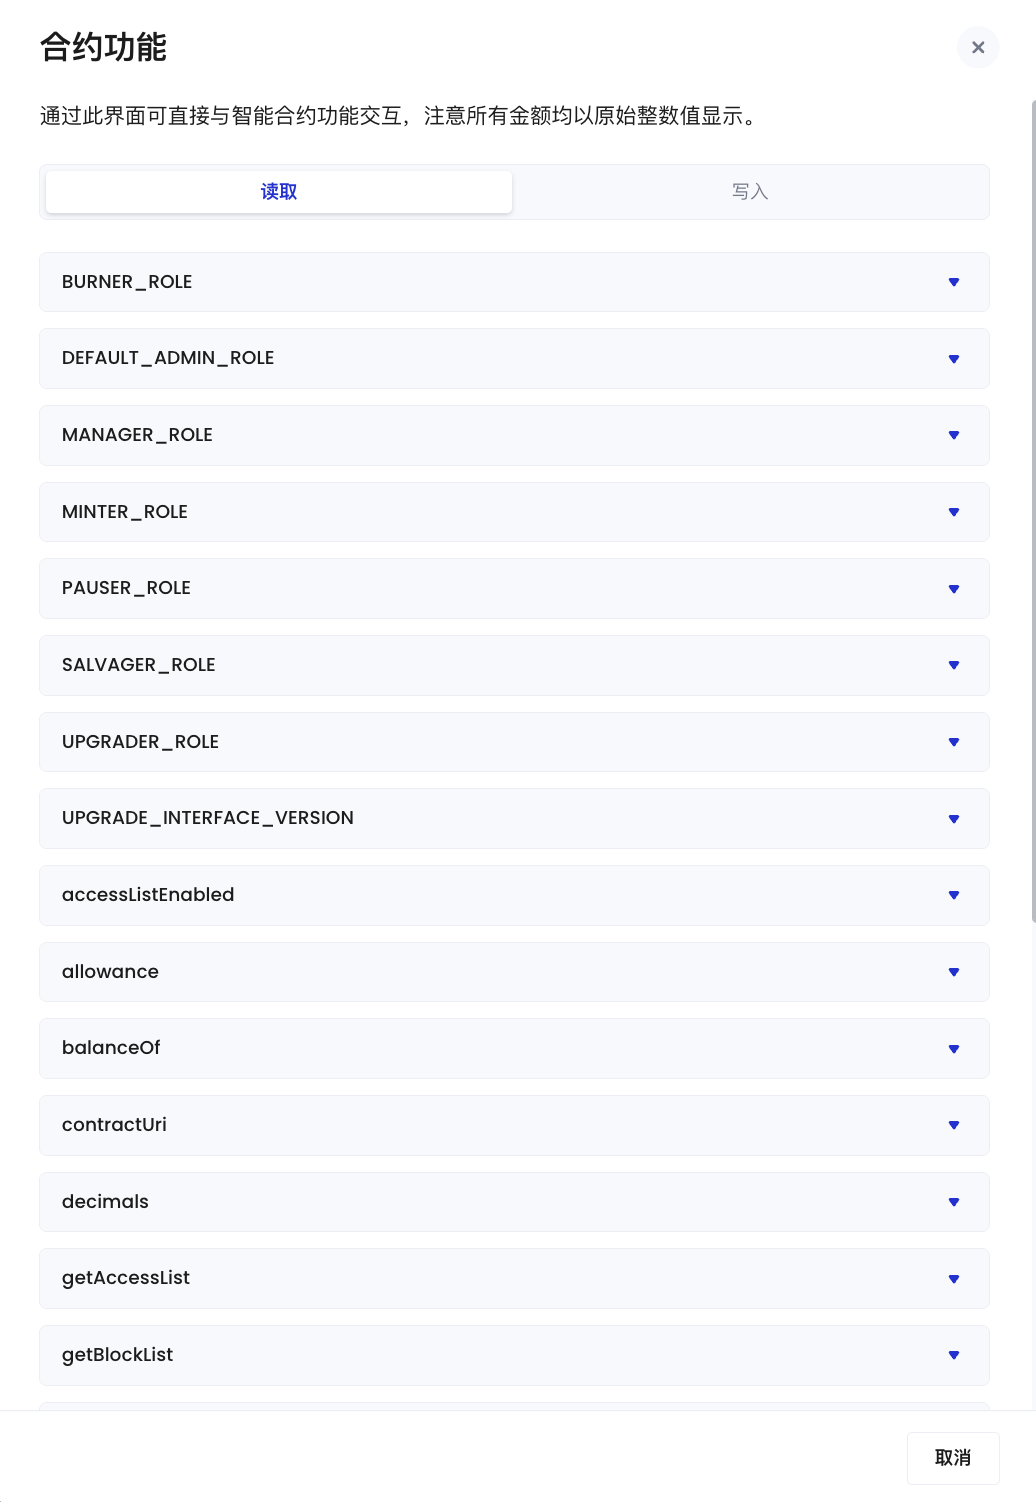 合约功能
通过此界面可直接与智能合约功能交互，注意所有金额均以原始整数值显示。
读取
写入
BURNER_ROLE
DEFAULT_ADMIN_ROLE
MANAGER_ROLE
MINTER_ROLE
PAUSER_ROLE
SALVAGER_ROLE
UPGRADER_ROLE
UPGRADE_INTERFACE_VERSION
accessListEnabled
allowance
balanceOf
contractUri
decimals
getAccessList
getBlockList
取消